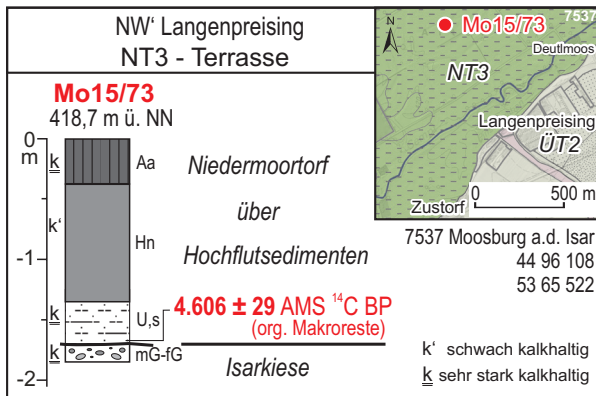 NW' Langenpreising
NT3 - Terrasse
Mo15/73
418,7 m ü. NN
0
m
-1
-2
k
k'
k
k
Aa
Hn
U,s
mG-fG
Niedermoortorf
über
Hochflutsedimenten
4.606 ± 29 AMS ¹⁴C BP
(org. Makroreste)
Isarkiese
N
Mo15/73
7537
Deutlmoos
NT3
Langenpreising
ÜT2
Zustorf
0 500 m
7537 Moosburg a.d. Isar
44 96 108
53 65 522
k' schwach kalkhaltig
k sehr stark kalkhaltig